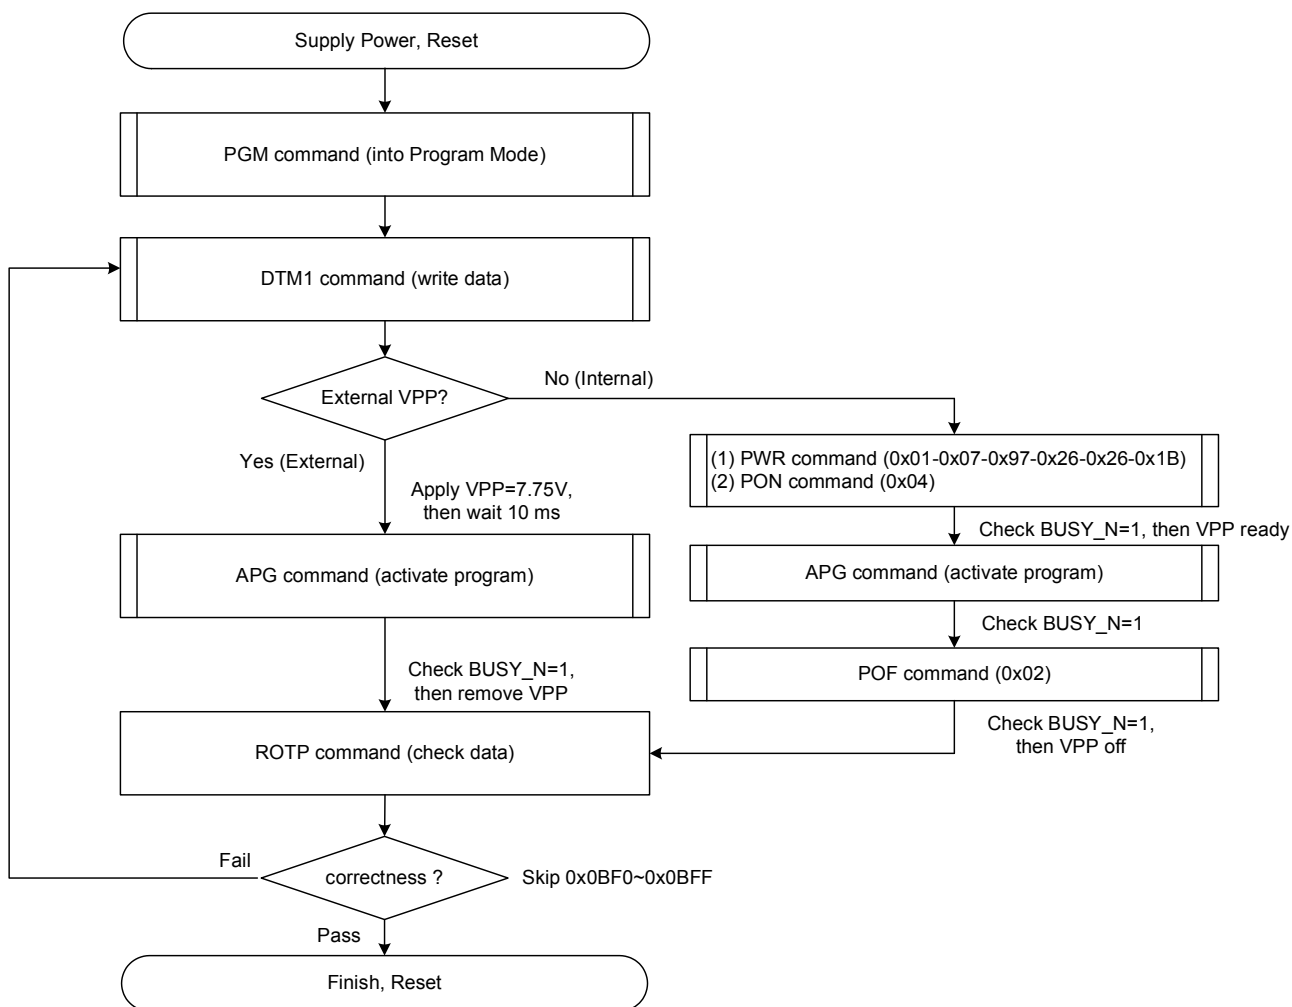 Supply Power, Reset
PGM command (into Program Mode)
DTM1 command (write data)
External VPP?
No (Internal)
Yes (External)
Apply VPP=7.75V,
then wait 10 ms
(1) PWR command (0x01-0x07-0x97-0x26-0x26-0x1B)
(2) PON command (0x04)
Check BUSY_N=1, then VPP ready
APG command (activate program)
APG command (activate program)
Check BUSY_N=1
Check BUSY_N=1,
then remove VPP
POF command (0x02)
Check BUSY_N=1,
then VPP off
ROTP command (check data)
Fail
correctness ?
Skip 0x0BF0~0x0BFF
Pass
Finish, Reset